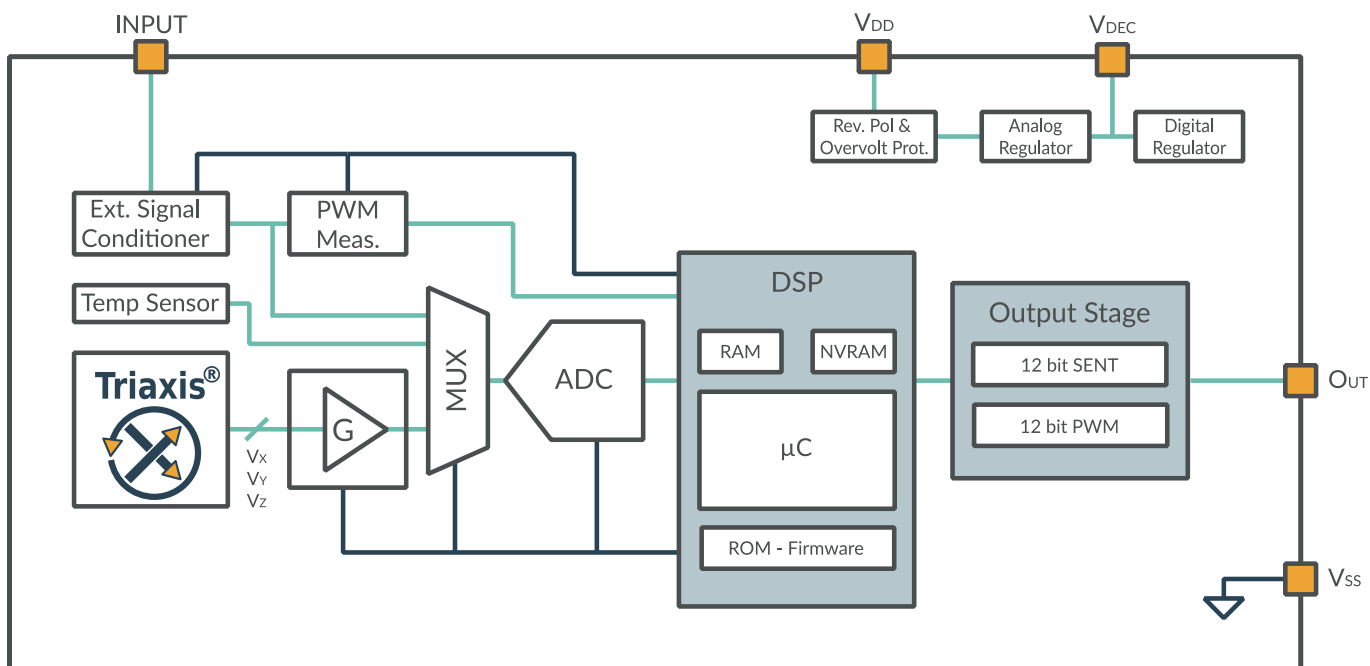 INPUT
VDD
VDEC
Rev. Pol &
Overvolt Prot.
Analog
Regulator
Digital
Regulator
Ext. Signal
Conditioner
PWM
Meas.
Temp Sensor
Triaxis®
VX
VY
VZ
G
MUX
ADC
DSP
RAM
NVRAM
µC
ROM - Firmware
Output Stage
12 bit SENT
12 bit PWM
OUT
VSS